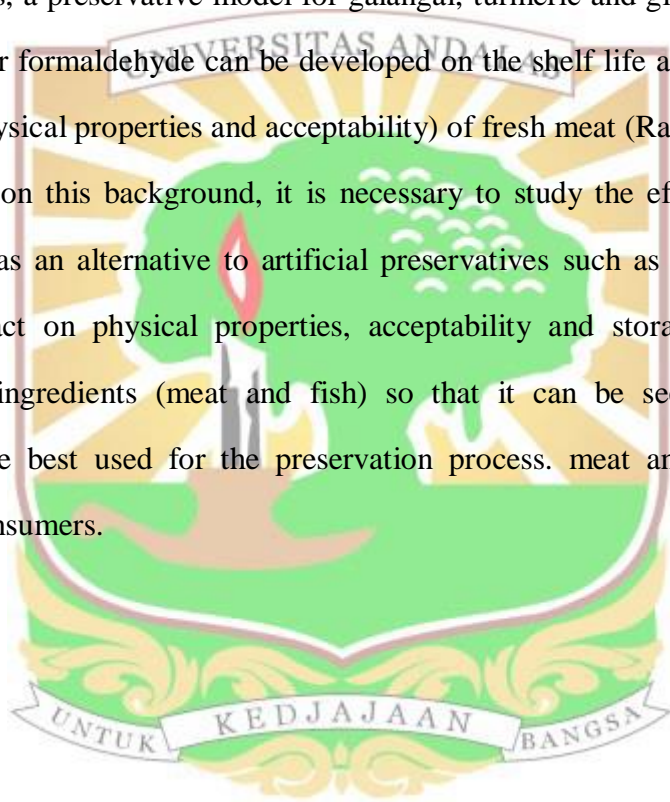 s, a preservative model for galangal, turmeric and
UNIVERSITAS ANDALAS
r formaldehyde can be developed on the shelf life a
ysical properties and acceptability) of fresh meat (Ra
on this background, it is necessary to study the ef
as an alternative to artificial preservatives such as
act on physical properties, acceptability and stora
ingredients (meat and fish) so that it can be se
e best used for the preservation process. meat an
nsumers.
UNTUK KEDJAJAAN BANGSA